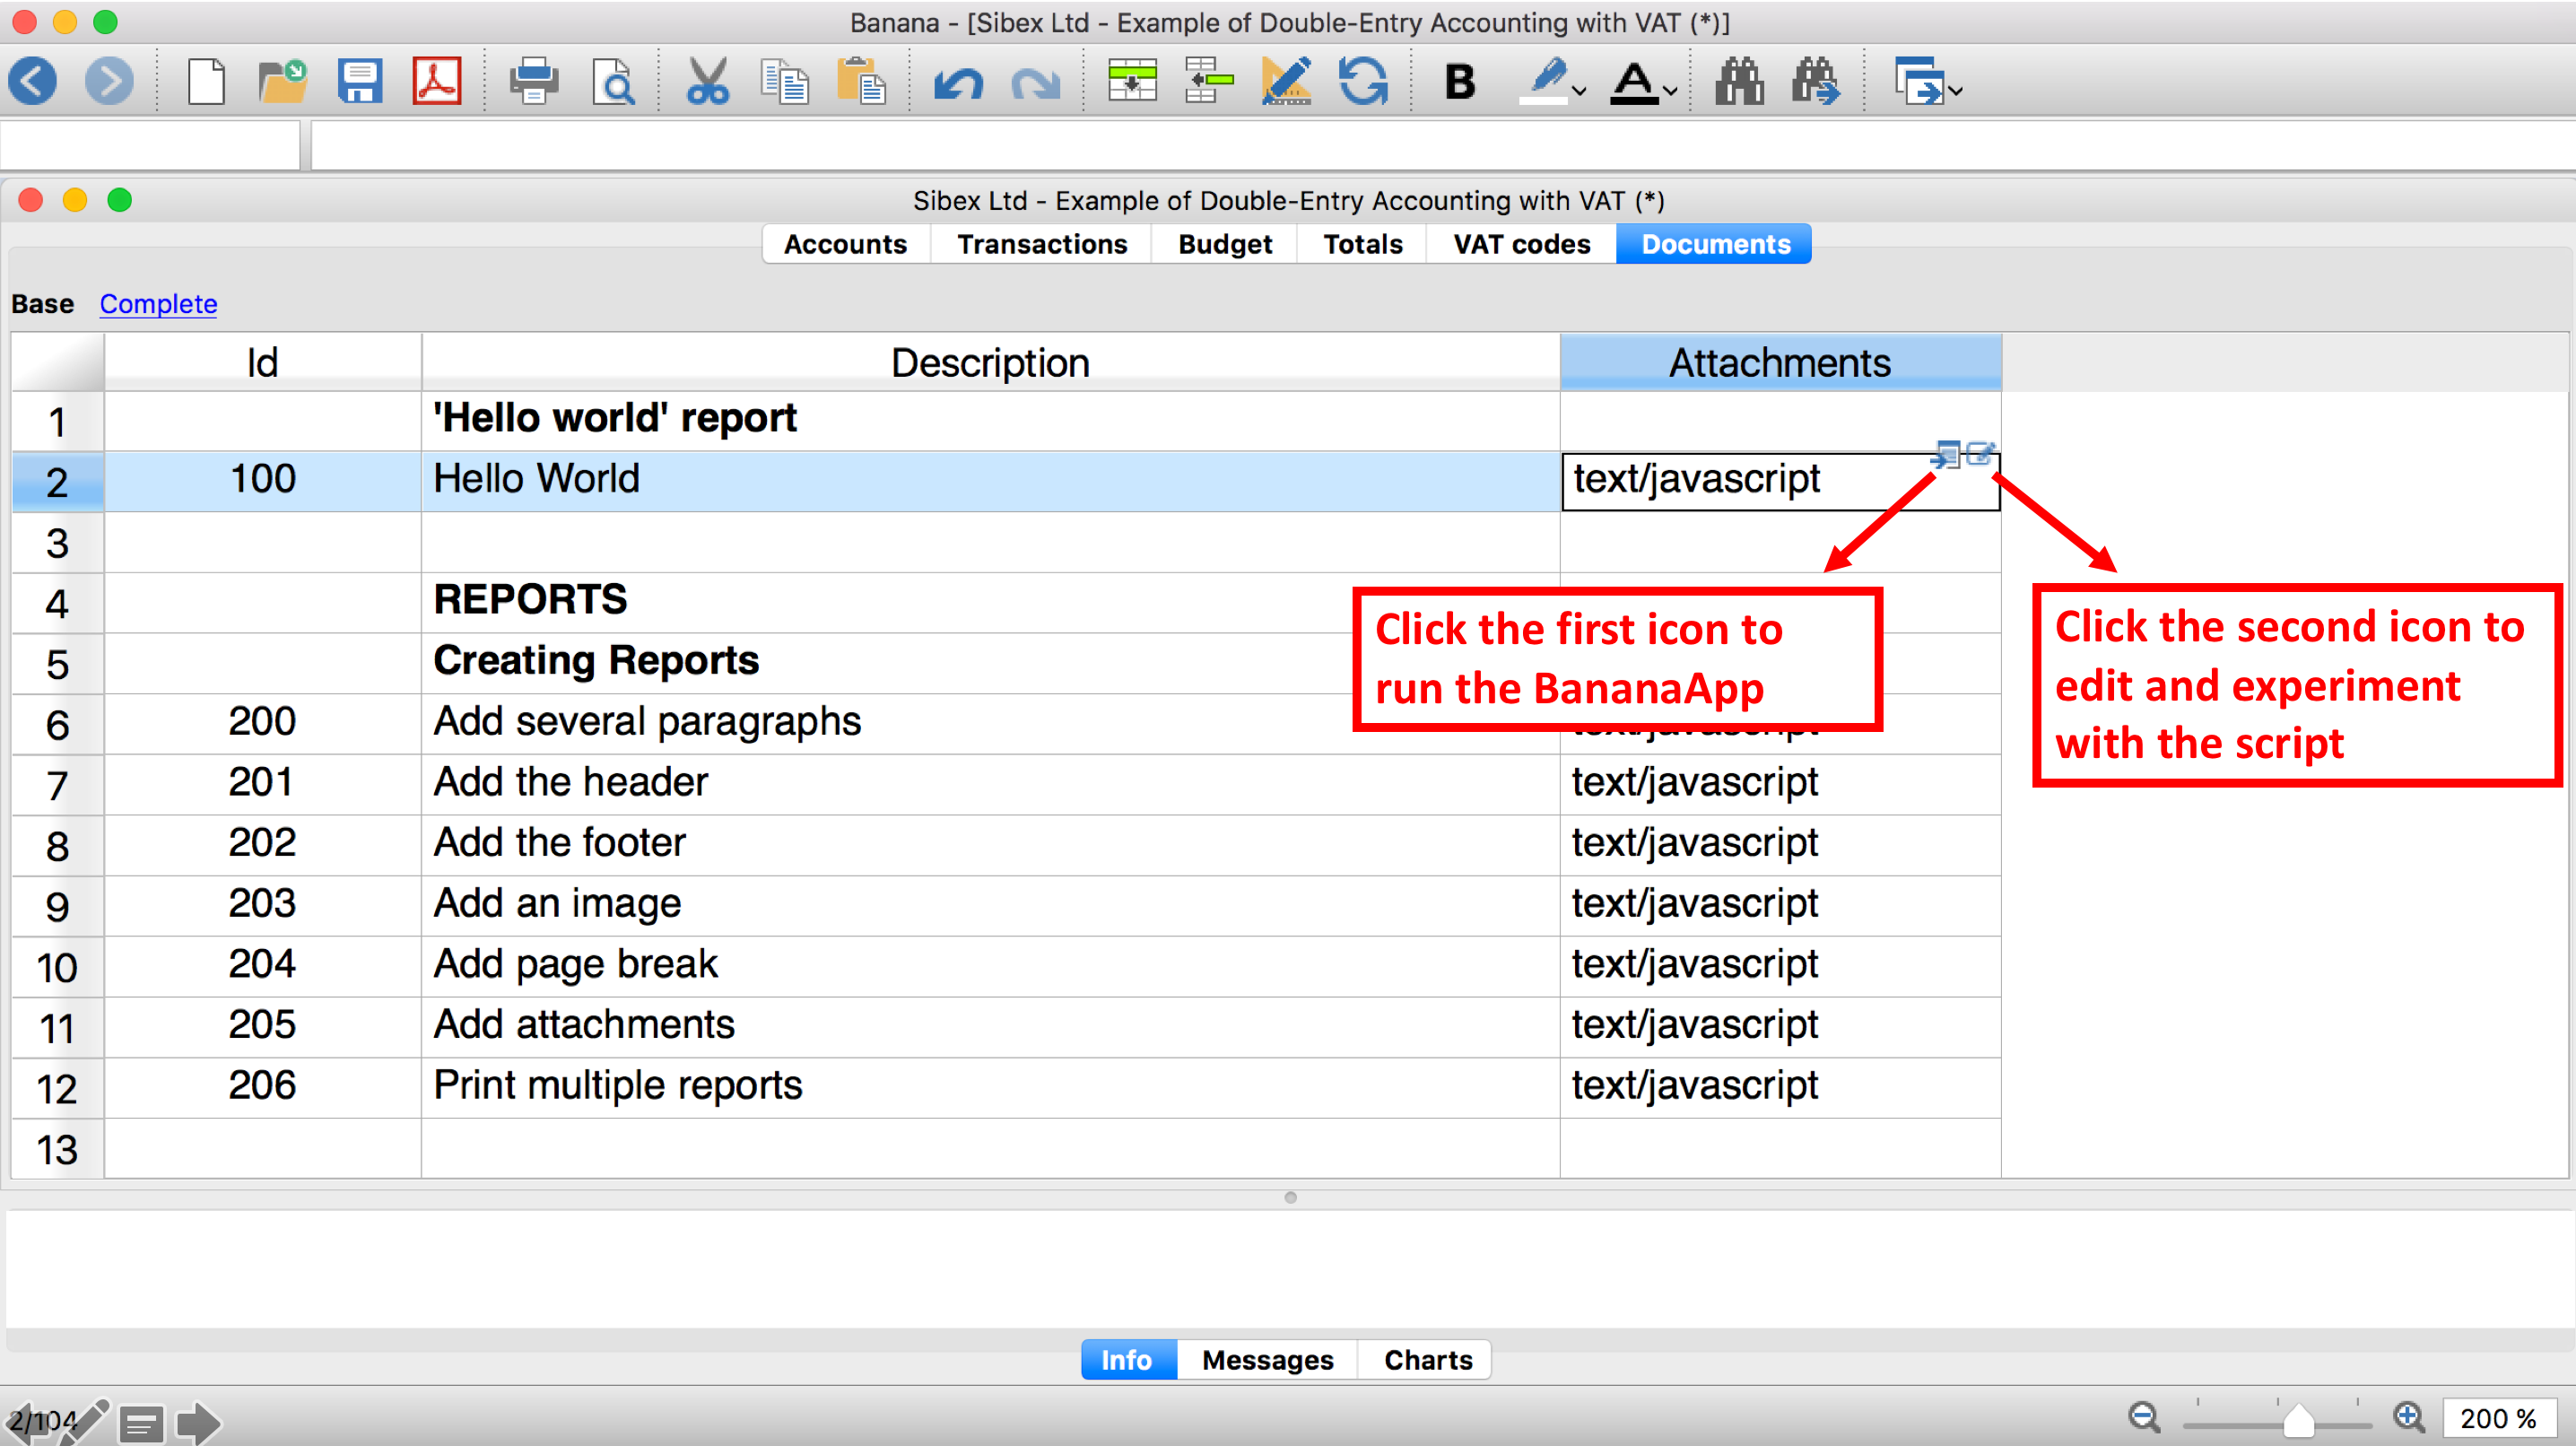 Banana - [Sibex Ltd - Example of Double-Entry Accounting with VAT (*)]
B A
Sibex Ltd - Example of Double-Entry Accounting with VAT (*)
Accounts Transactions Budget Totals VAT codes Documents
Base Complete
Id Description Attachments
1 'Hello world' report
2 100 Hello World text/javascript
3
4 REPORTS
5 Creating Reports
Click the first icon to
run the BananaApp
Click the second icon to
edit and experiment
with the script
6 200 Add several paragraphs text/javascript
7 201 Add the header text/javascript
8 202 Add the footer text/javascript
9 203 Add an image text/javascript
10 204 Add page break text/javascript
11 205 Add attachments text/javascript
12 206 Print multiple reports text/javascript
13
Info Messages Charts
2/104 200 %